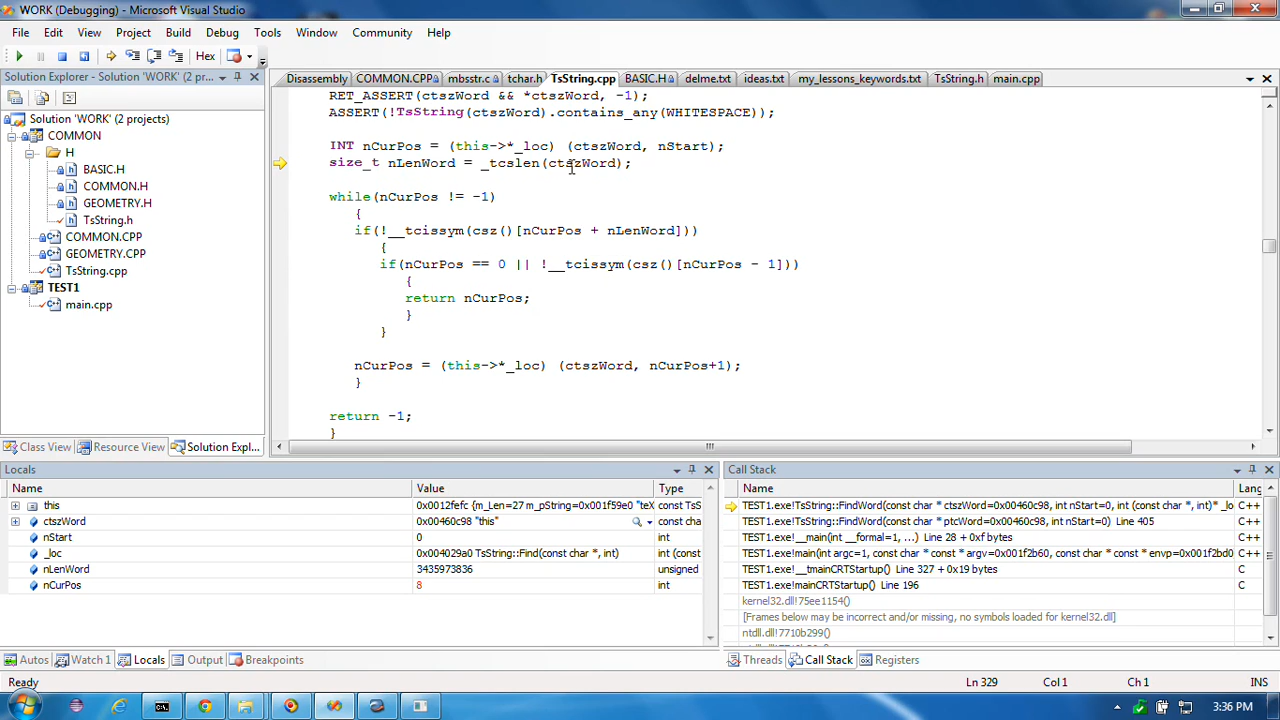 WORK (Debugging) - Microsoft Visual Studio
File Edit View Project Build Debug Tools Window Community Help
Hex
Solution Explorer - Solution 'WORK' (2 pr...
Disassembly COMMON.CPP mbsstr.c tchar.h TsString.cpp BASIC.H delme.txt ideas.txt my_lessons_keywords.txt TsString.h main.cpp
Solution 'WORK' (2 projects)
COMMON
H
BASIC.H
COMMON.H
GEOMETRY.H
TsString.h
COMMON.CPP
GEOMETRY.CPP
TsString.cpp
TEST1
main.cpp
Class View Resource View Solution Expl...
RET_ASSERT(ctszWord && *ctszWord, -1);
ASSERT(!TsString(ctszWord).contains_any(WHITESPACE));
INT nCurPos = (this->*_loc) (ctszWord, nStart);
size_t nLenWord = _tcslen(ctszWord);
while(nCurPos != -1)
{
if(!__tcissym(csz()[nCurPos + nLenWord]))
{
if(nCurPos == 0 || !__tcissym(csz()[nCurPos - 1]))
{
return nCurPos;
}
}
nCurPos = (this->*_loc) (ctszWord, nCurPos+1);
}
return -1;
}
Locals
Name Value Type
this 0x0012fefc {m_Len=27 m_pString=0x001f59e0 "teX const TsS
ctszWord 0x00460c98 "this" const cha
nStart 0 int
_loc 0x004029a0 TsString::Find(const char *, int) int (const
nLenWord 3435973836 unsigned
nCurPos 8 int
Autos Watch 1 Locals Output Breakpoints
Call Stack
Name Lang
TEST1.exe!TsString::FindWord(const char * ctszWord=0x00460c98, int nStart=0, int (const char *, int)* _lo C++
TEST1.exe!TsString::FindWord(const char * ptcWord=0x00460c98, int nStart=0) Line 405 C++
TEST1.exe!__main(int __formal=1, ...) Line 28 + 0xf bytes C++
TEST1.exe!main(int argc=1, const char * const * argv=0x001f2b60, const char * const * envp=0x001f2bd0 C++
TEST1.exe!__tmainCRTStartup() Line 327 + 0x19 bytes C
TEST1.exe!mainCRTStartup() Line 196 C
kernel32.dll!75ee1154()
[Frames below may be incorrect and/or missing, no symbols loaded for kernel32.dll]
ntdll.dll!7710b299()
Threads Call Stack Registers
Ready Ln 329 Col 1 Ch 1 INS
3:36 PM